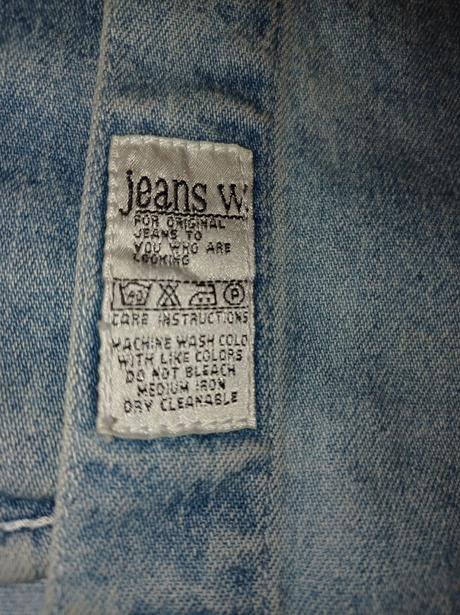 jeans w.
FOR ORIGINAL
JEANS TO
YOU WHO ARE
LOOKING
40 P
CARE INSTRUCTIONS
MACHINE WASH COLD
WITH LIKE COLORS
DO NOT BLEACH
MEDIUM IRON
DRY CLEANABLE